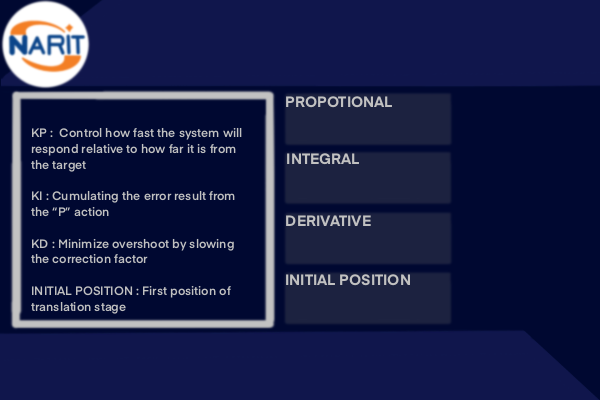 NARIT
KP :  Control how fast the system will
respond relative to how far it is from
the target
KI : Cumulating the error result from
the “P” action
KD : Minimize overshoot by slowing
the correction factor
INITIAL POSITION : First position of
translation stage
PROPOTIONAL
INTEGRAL
DERIVATIVE
INITIAL POSITION